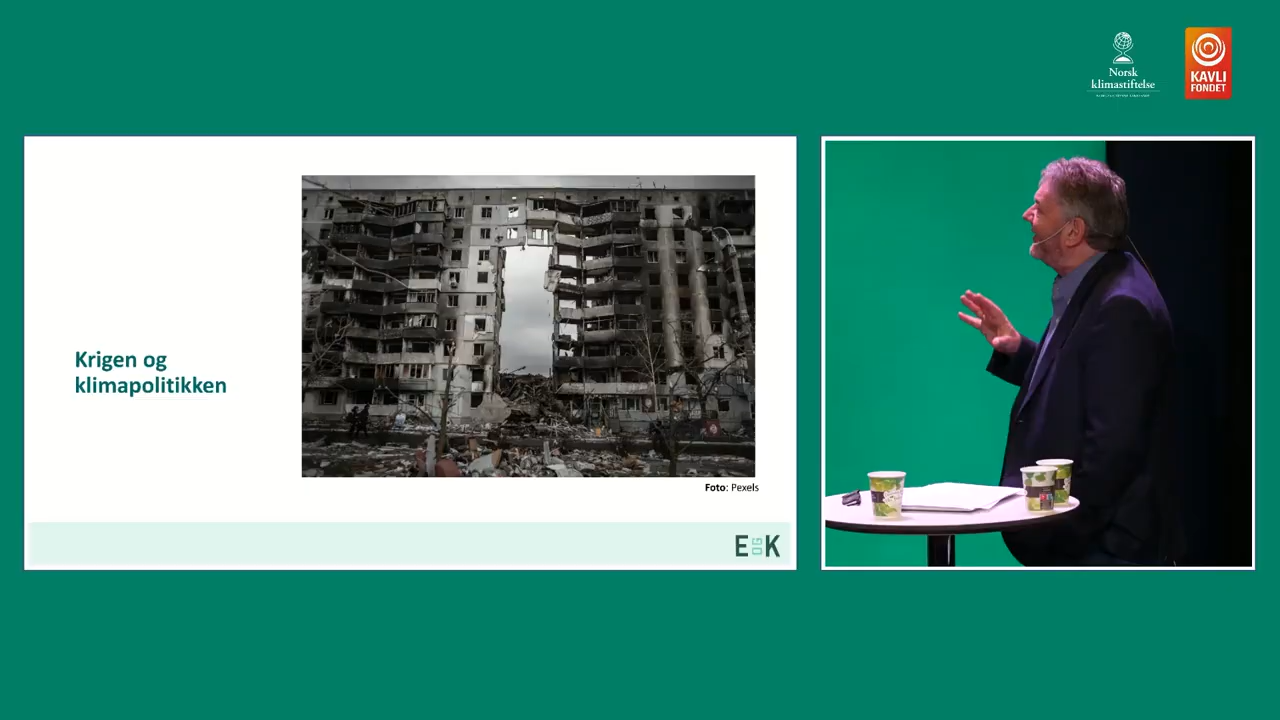 Norsk
klimastiftelse
KAVLI
FONDET
Krigen og
klimapolitikken
Foto: Pexels
E OG K